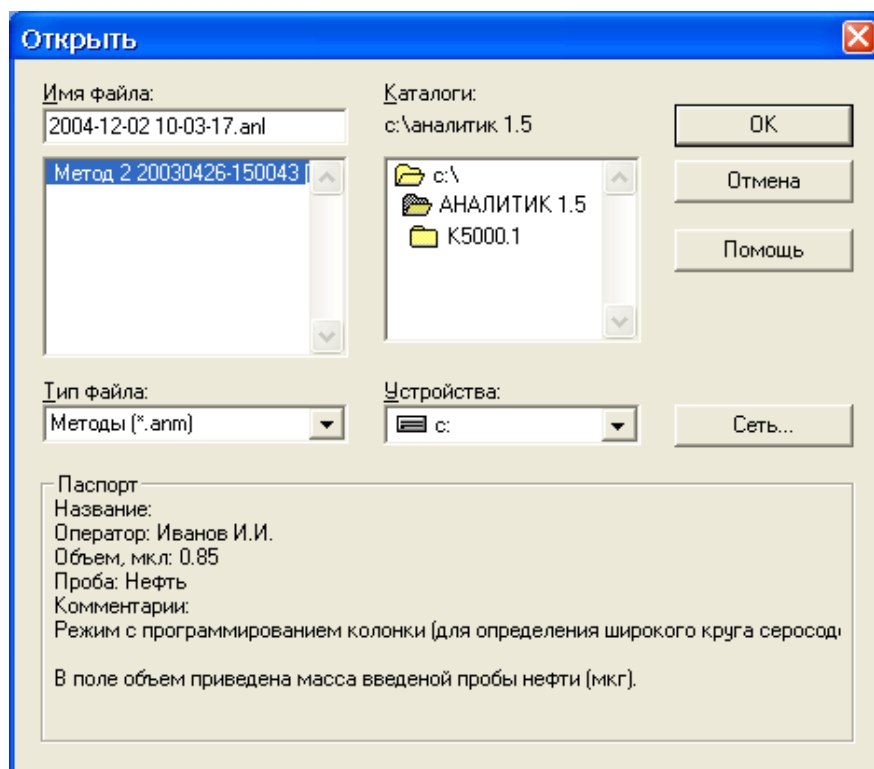 Открыть
Имя файла:
Каталоги:
2004-12-02 10-03-17.anl
c:\аналитик 1.5
OK
Метод 2 20030426-150043 [
c:\
Отмена
АНАЛИТИК 1.5
K5000.1
Помощь
Тип файла:
Устройства:
Методы (*.anm)
c:
Сеть...
Паспорт
Название:
Оператор: Иванов И.И.
Объем, мкл: 0.85
Проба: Нефть
Комментарии:
Режим с программированием колонки (для определения широкого круга серосоде
В поле объем приведена масса введеной пробы нефти (мкг).